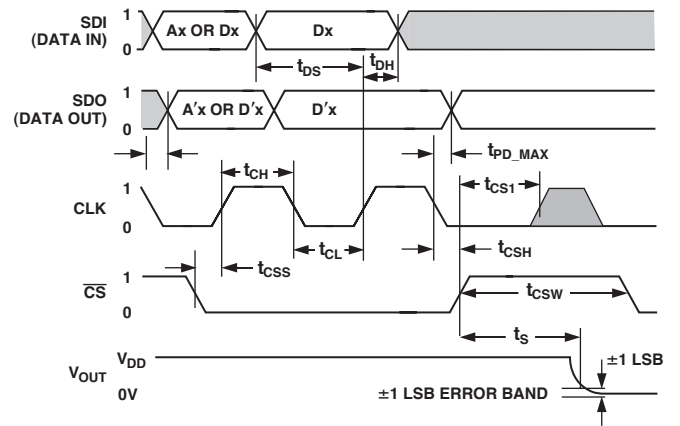 SDI
(DATA IN)
1
0
Ax OR Dx
Dx
tDS
tDH
SDO
(DATA OUT)
1
0
A'x OR D'x
D'x
tPD_MAX
tCH
tCS1
CLK
1
0
tCL
tCSH
tCSS
CS
1
0
tCSW
tS
VOUT
VDD
0V
±1 LSB
±1 LSB ERROR BAND